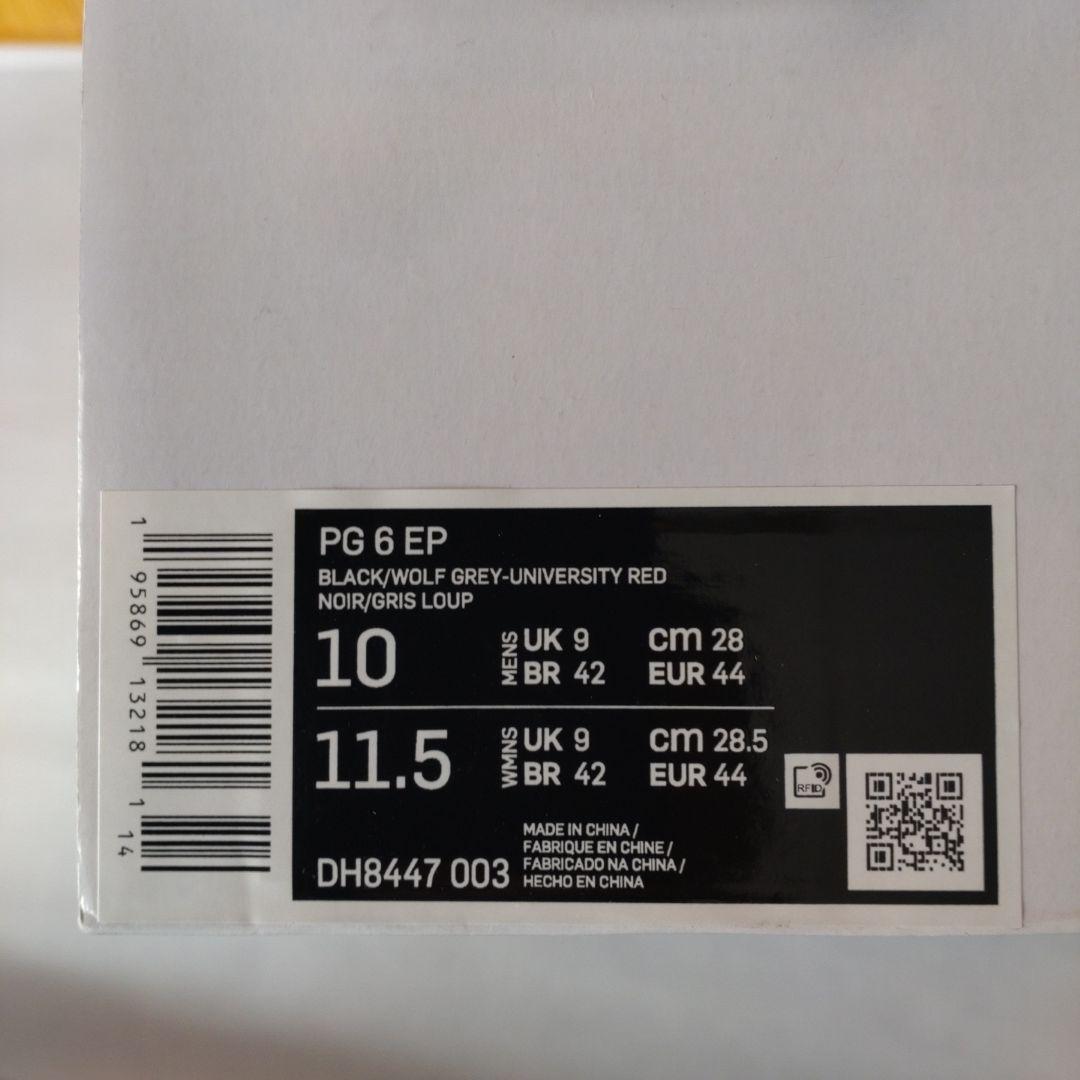 1 95869 13218 1 14
PG 6 EP
BLACK/WOLF GREY-UNIVERSITY RED
NOIR/GRIS LOUP
10 MENS UK 9 cm 28
BR 42 EUR 44
11.5 WMNS UK 9 cm 28.5
BR 42 EUR 44
RFID
MADE IN CHINA /
FABRIQUE EN CHINE /
FABRICADO NA CHINA /
HECHO EN CHINA
DH8447 003